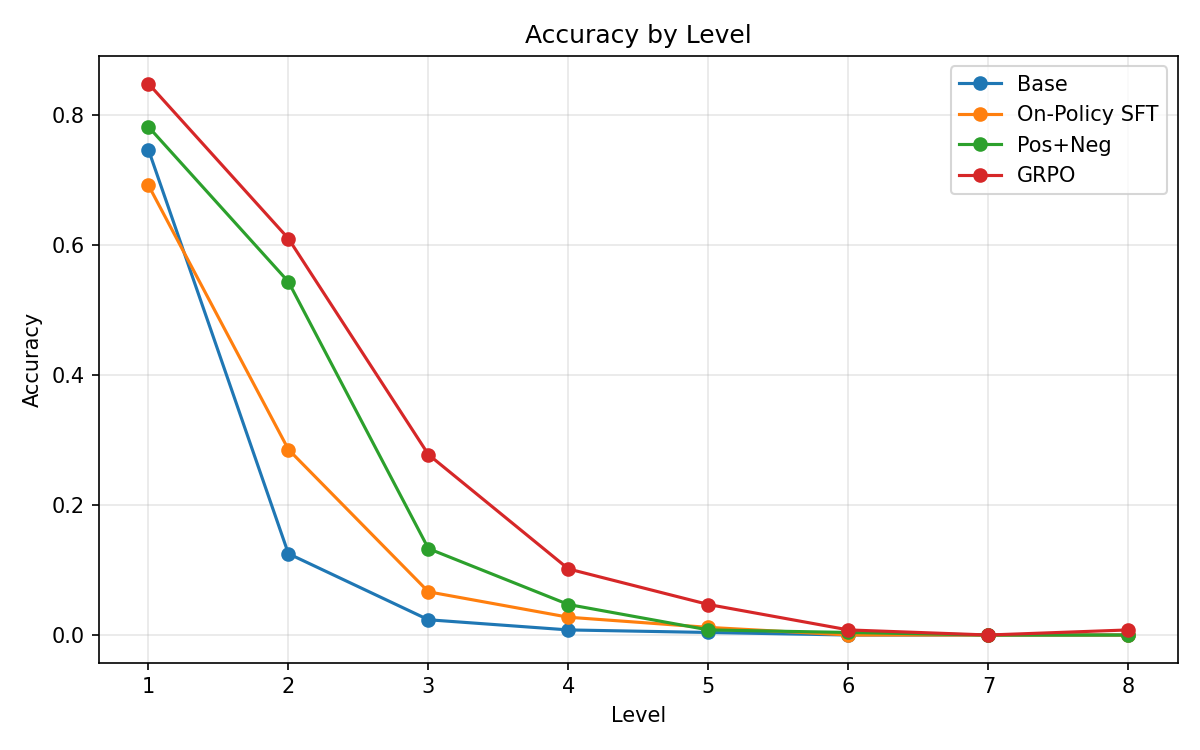 Accuracy by Level
Base
On-Policy SFT
Pos+Neg
GRPO
0.8
0.6
0.4
0.2
0.0
Accuracy
1 2 3 4 5 6 7 8
Level